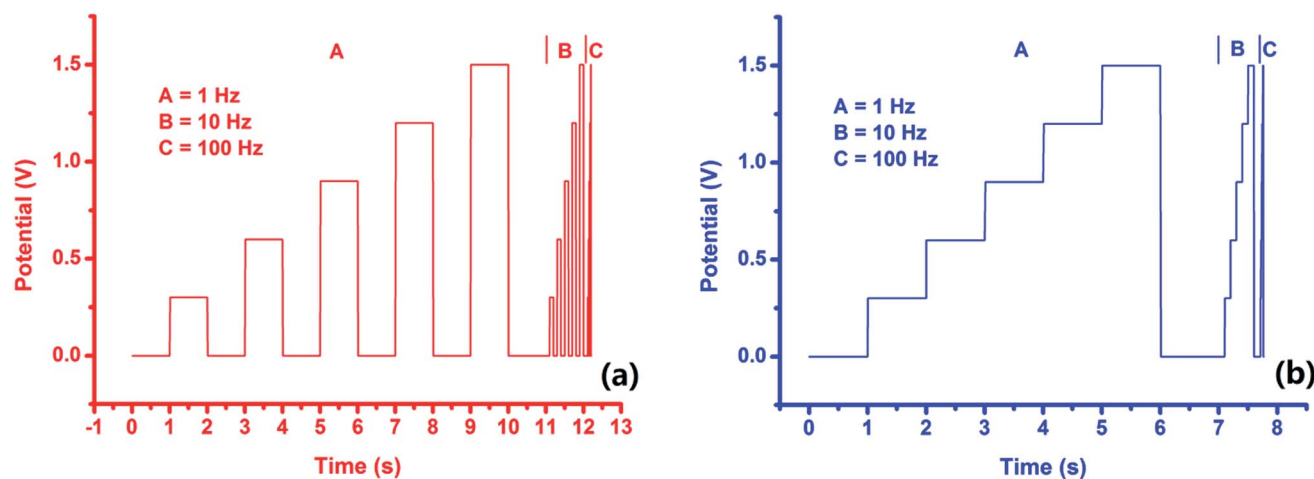 A
B
C
A = 1 Hz
B = 10 Hz
C = 100 Hz
1.5
1.0
0.5
0.0
Potential (V)
-1 0 1 2 3 4 5 6 7 8 9 10 11 12 13
Time (s)
(a)
A
B
C
A = 1 Hz
B = 10 Hz
C = 100 Hz
1.5
1.0
0.5
0.0
Potential (V)
0 1 2 3 4 5 6 7 8
Time (s)
(b)